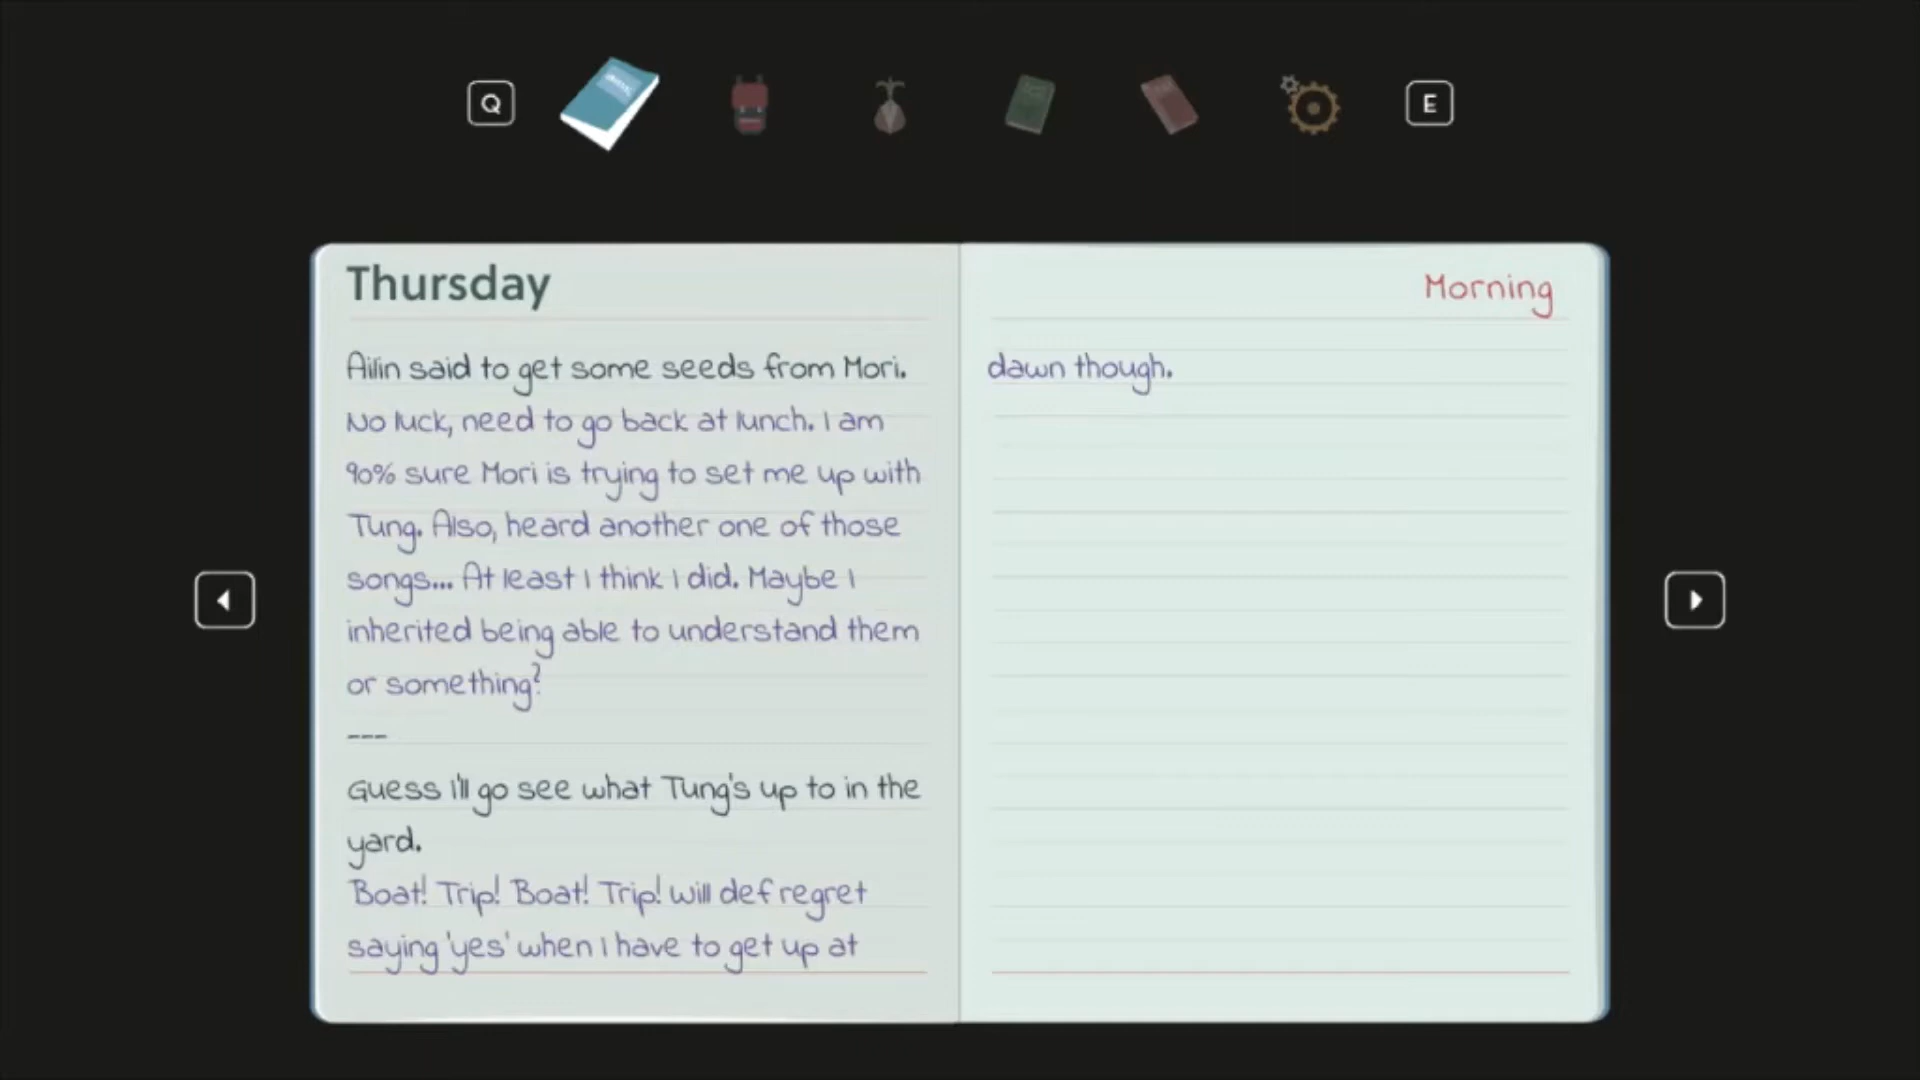 Q
E
Thursday
Morning
Ailin said to get some seeds from Mori.
No luck, need to go back at lunch. I am
90% sure Mori is trying to set me up with
Tung. Also, heard another one of those
songs... At least I think I did. Maybe I
inherited being able to understand them
or something?
---
Guess I'll go see what Tung's up to in the
yard.
Boat! Trip! Boat! Trip! will def regret
saying 'yes' when I have to get up at
dawn though.